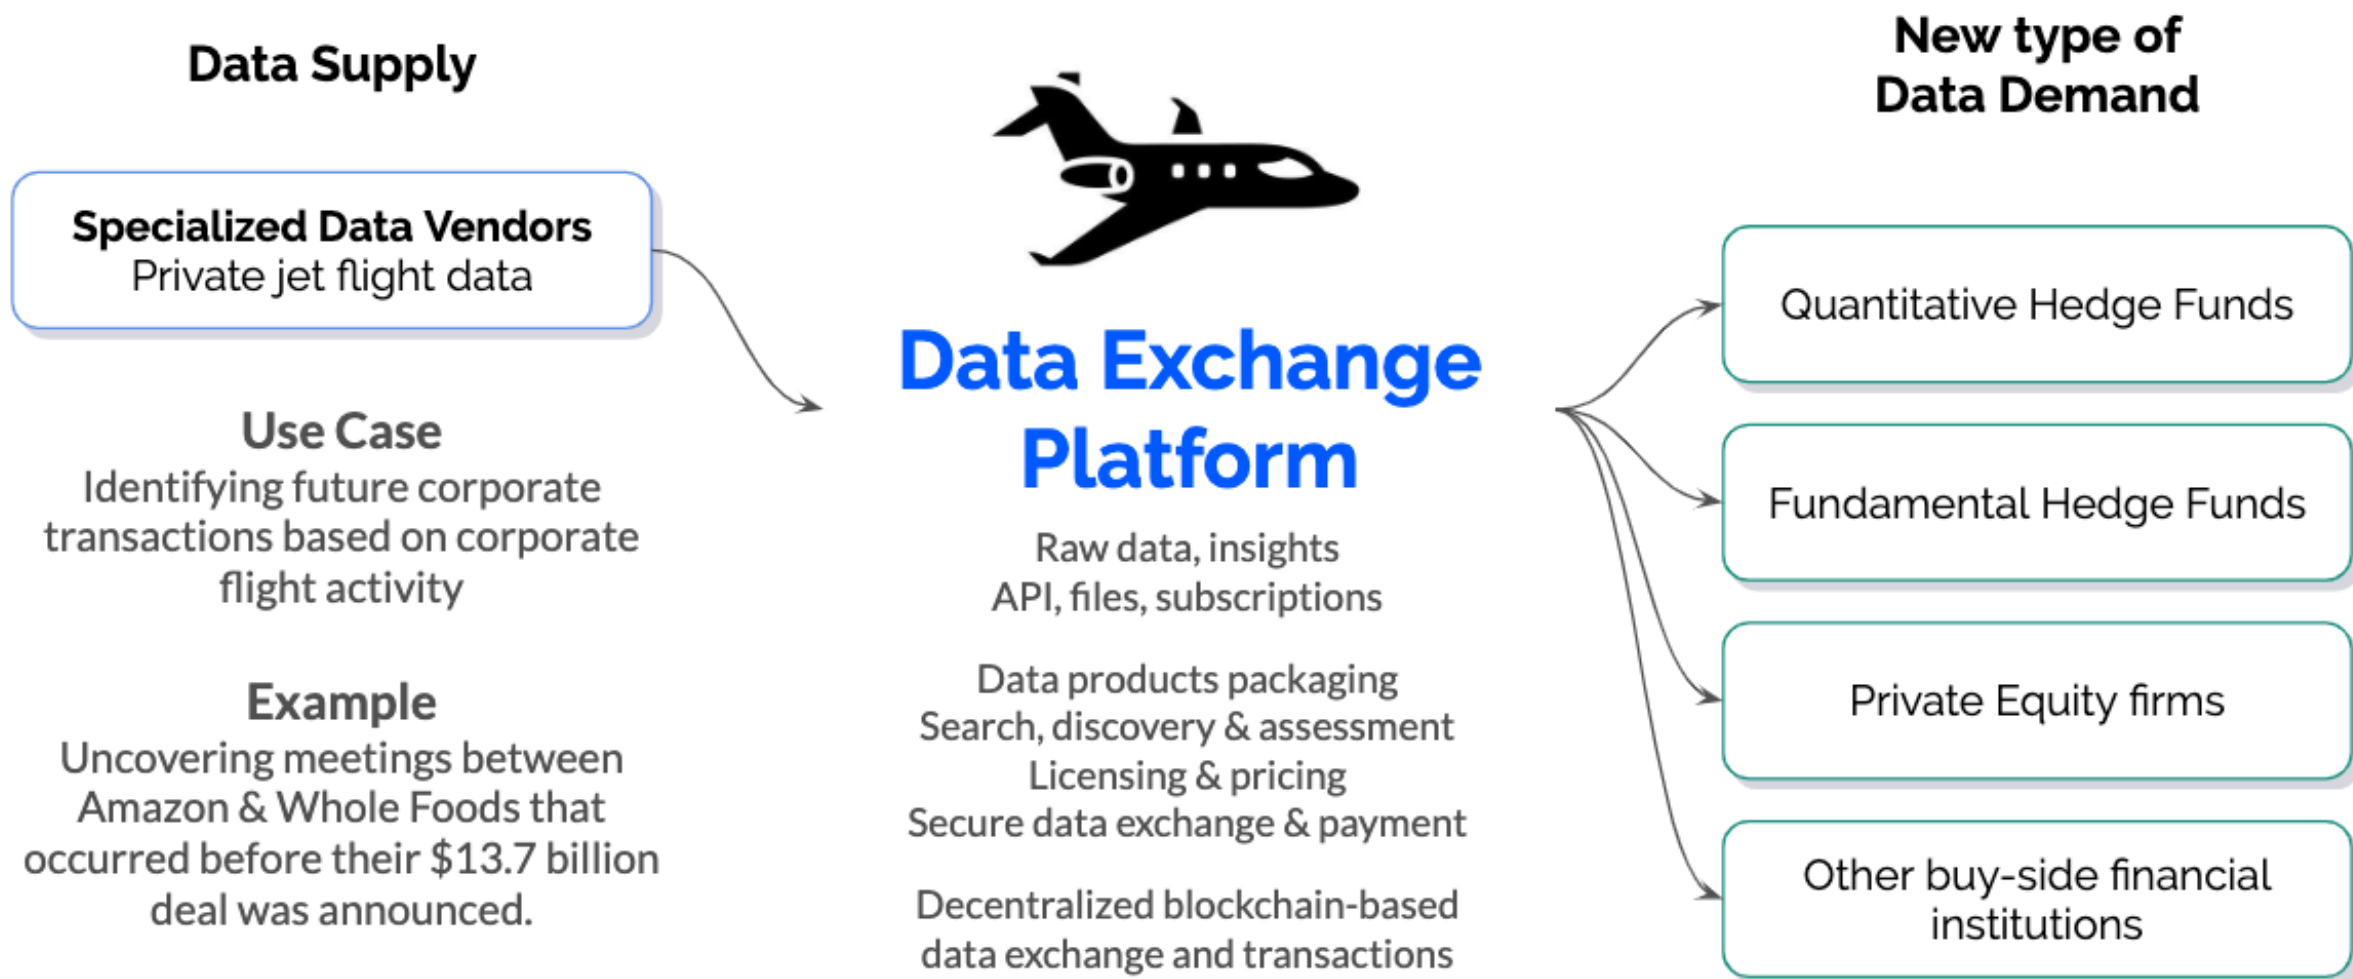 Data Supply
Specialized Data Vendors
Private jet flight data
Use Case
Identifying future corporate
transactions based on corporate
flight activity
Example
Uncovering meetings between
Amazon & Whole Foods that
occurred before their $13.7 billion
deal was announced.
Data Exchange
Platform
Raw data, insights
API, files, subscriptions
Data products packaging
Search, discovery & assessment
Licensing & pricing
Secure data exchange & payment
Decentralized blockchain-based
data exchange and transactions
New type of
Data Demand
Quantitative Hedge Funds
Fundamental Hedge Funds
Private Equity firms
Other buy-side financial
institutions